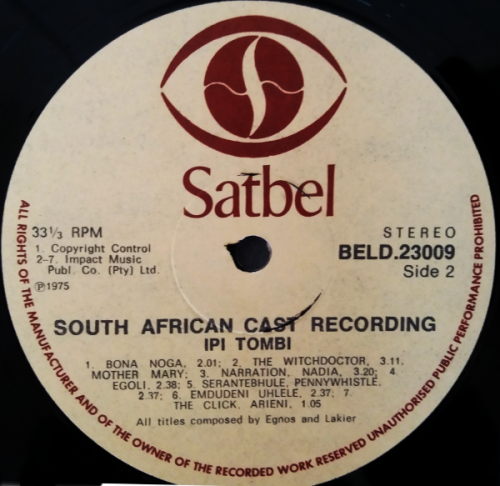 Satbel
33⅓ RPM
1. Copyright Control
2-7. Impact Music
Publ. Co. (Pty) Ltd.
Ⓟ1975
STEREO
BELD.23009
Side 2
SOUTH AFRICAN CAST RECORDING
IPI TOMBI
1. BONA NOGA, 2.01; 2. THE WITCHDOCTOR, 3.11,
MOTHER MARY; 3. NARRATION, NADIA, 3.20; 4.
EGOLI, 2.38; 5. SERANTEBHULE, PENNYWHISTLE,
2.37; 6. EMDUDENI UHLELE, 2.37; 7.
THE CLICK, ARIENI, 1.05
All titles composed by Egnos and Lakier
ALL RIGHTS OF THE MANUFACTURER AND OF THE OWNER OF THE RECORDED WORK RESERVED UNAUTHORISED PUBLIC PERFORMANCE PROHIBITED